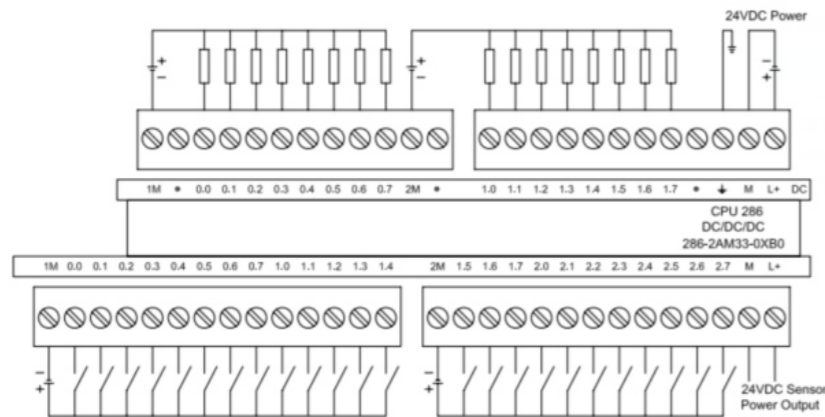 24VDC Power
+
−
+
−
−
+
1M • 0.0 0.1 0.2 0.3 0.4 0.5 0.6 0.7 2M • 1.0 1.1 1.2 1.3 1.4 1.5 1.6 1.7 • ⏚ M L+ DC
CPU 286
DC/DC/DC
286-2AM33-0XB0
1M 0.0 0.1 0.2 0.3 0.4 0.5 0.6 0.7 1.0 1.1 1.2 1.3 1.4 2M 1.5 1.6 1.7 2.0 2.1 2.2 2.3 2.4 2.5 2.6 2.7 M L+
−
+
−
+
24VDC Sensor
Power Output